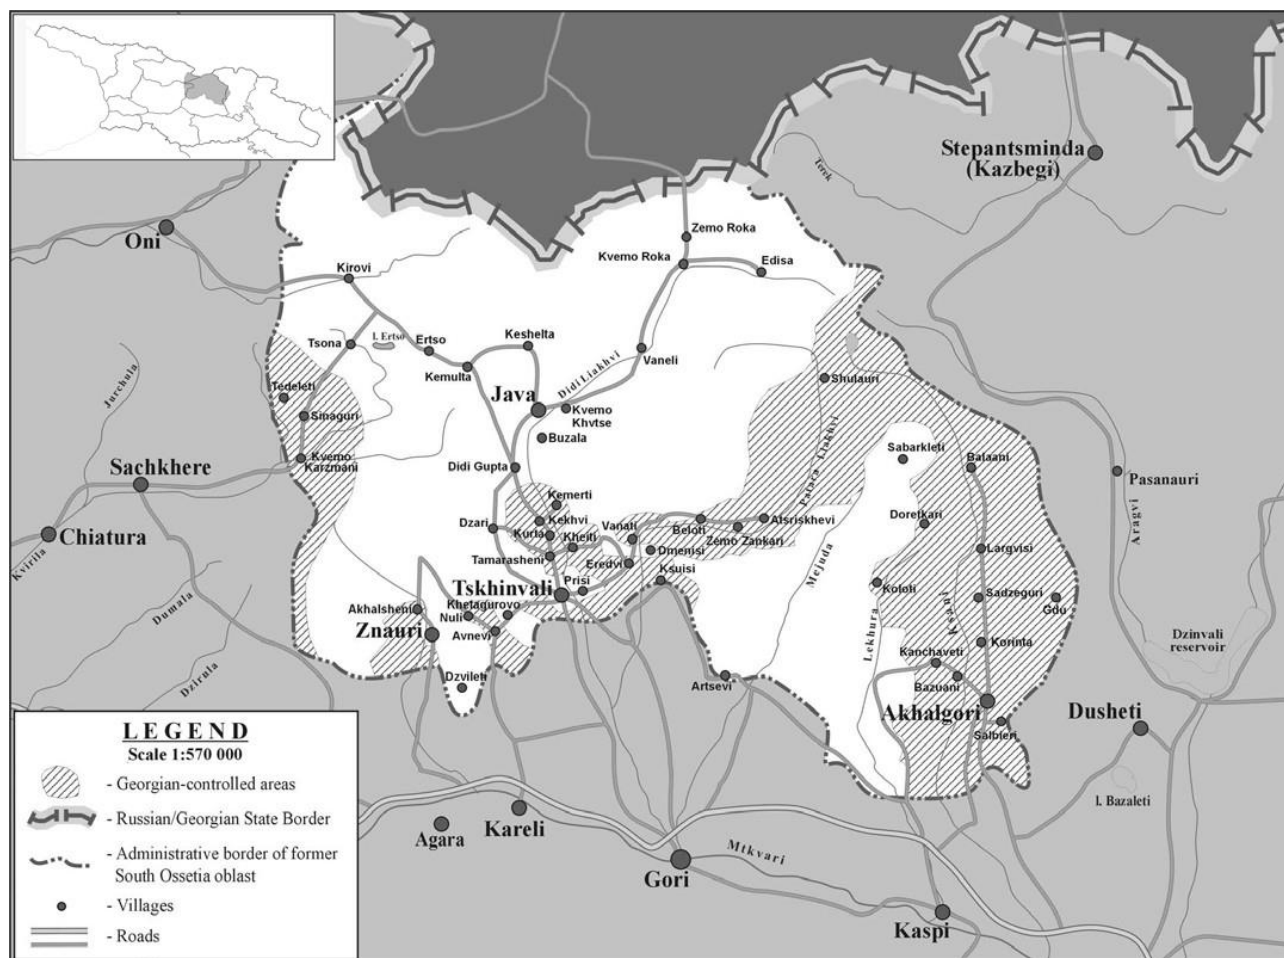 Stepantsminda
(Kazbegi)
Terek
Oni
Zemo Roka
Kvemo Roka
Edisa
Kirovi
Tsona
l. Ertso
Ertso
Keshelta
Kemulta
Vaneli
Didi Liakhvi
Jurchula
Tedeleti
Sinaguri
Java
Kvemo
Khvtse
Buzala
Shulauri
Patara Liakhvi
Sabarkleti
Balaani
Kvemo
Karzmani
Sachkhere
Didi Gupta
Pasanauri
Aragvi
Chiatura
Kvirila
Kemerti
Kekhvi
Dzari
Kurta
Kheiti
Vanati
Beloti
Atsriskhevi
Zemo Zankari
Doretkari
Tamarasheni
Eredvi
Dmenisi
Largvisi
Prisi
Ksuisi
Mejuda
Tskhinvali
Kololi
Ksani
Sadzeguri
Gdu
Dumala
Akhalsheni
Khetagurovo
Nuli
Znauri
Avnevi
Lekhura
Korinta
Dzinvali
reservoir
Kanchaveti
Dzirula
Dzvileti
Artsevi
Bazuani
Akhalgori
Salbieri
Dusheti
LEGEND
Scale 1:570 000
- Georgian-controlled areas
- Russian/Georgian State Border
- Administrative border of former
South Ossetia oblast
- Villages
- Roads
l. Bazaleti
Agara
Kareli
Mtkvari
Gori
Kaspi